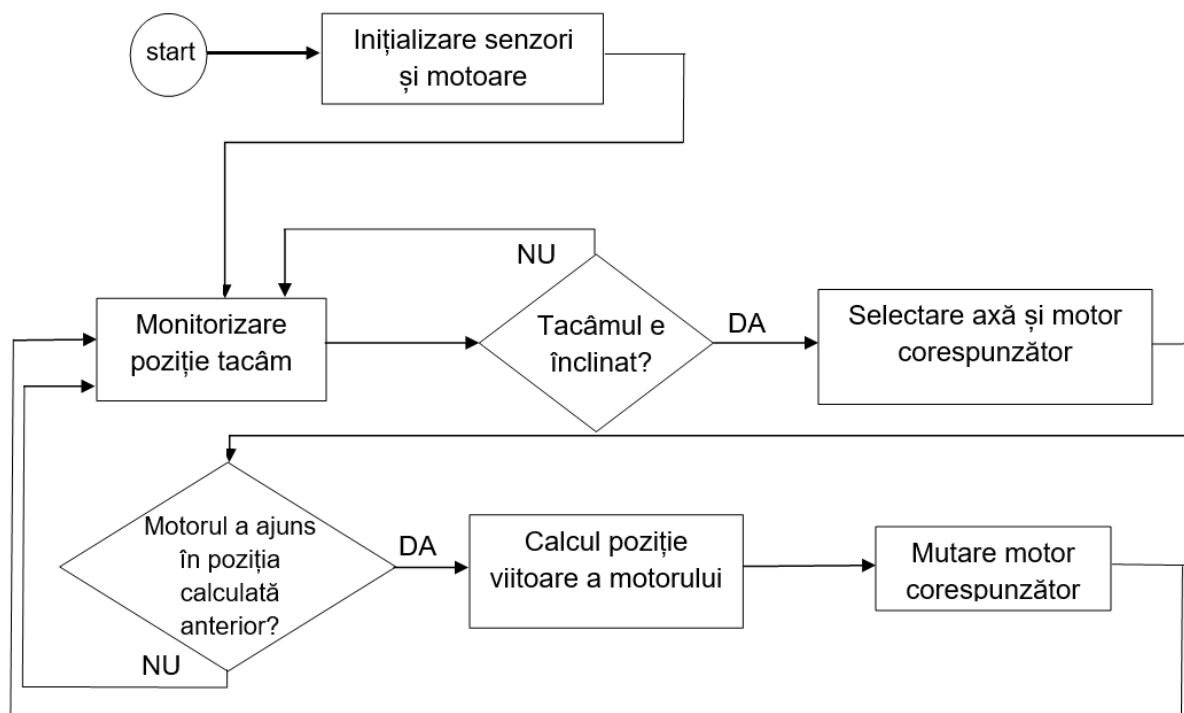 start
Inițializare senzori
și motoare
NU
Monitorizare
poziție tacâm
Tacâmul e
înclinat?
DA
Selectare axă și motor
corespunzător
Motorul a ajuns
în poziția
calculată
anterior?
DA
NU
Calcul poziție
viitoare a motorului
Mutare motor
corespunzător